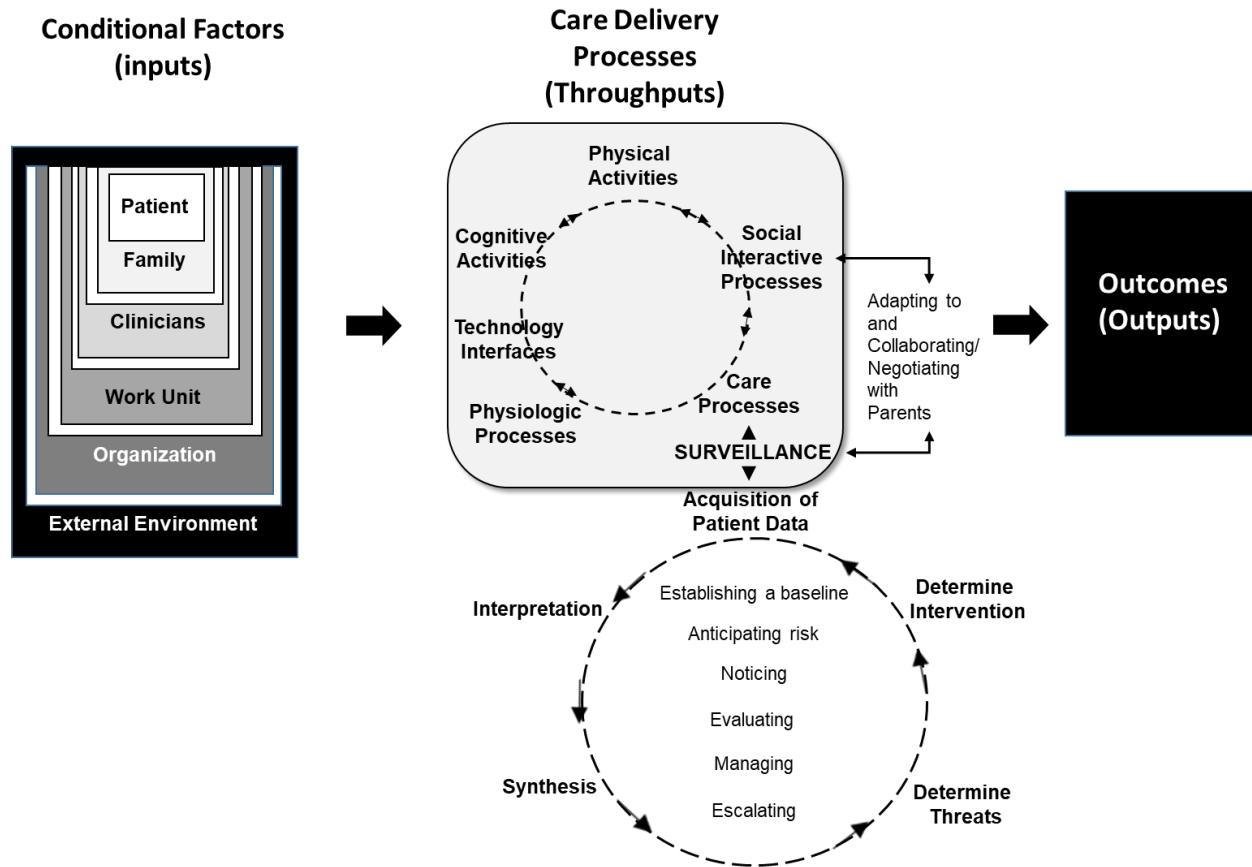 Conditional Factors
(inputs)
Care Delivery
Processes
(Throughputs)
Patient
Family
Clinicians
Work Unit
Organization
External Environment
Physical
Activities
Cognitive
Activities
Social
Interactive
Processes
Technology
Interfaces
Physiologic
Processes
Care
Processes
SURVEILLANCE
Adapting to
and
Collaborating/
Negotiating
with
Parents
Outcomes
(Outputs)
Acquisition of
Patient Data
Interpretation
Synthesis
Establishing a baseline
Anticipating risk
Noticing
Evaluating
Managing
Escalating
Determine
Intervention
Determine
Threats